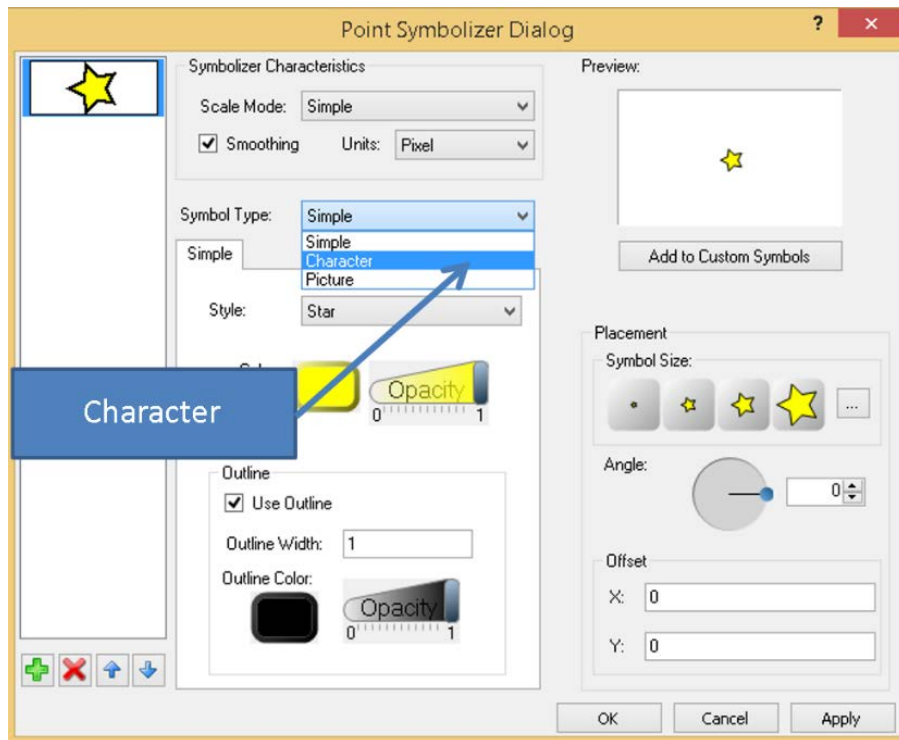 Point Symbolizer Dialog
?
Symbolizer Characteristics
Scale Mode: Simple
Smoothing Units: Pixel
Symbol Type: Simple
Simple
Character
Picture
Simple
Style: Star
Opacity
0 1
Character
Outline
Use Outline
Outline Width: 1
Outline Color:
Opacity
0 1
Preview:
Add to Custom Symbols
Placement
Symbol Size:
...
Angle:
0
Offset
X: 0
Y: 0
OK Cancel Apply